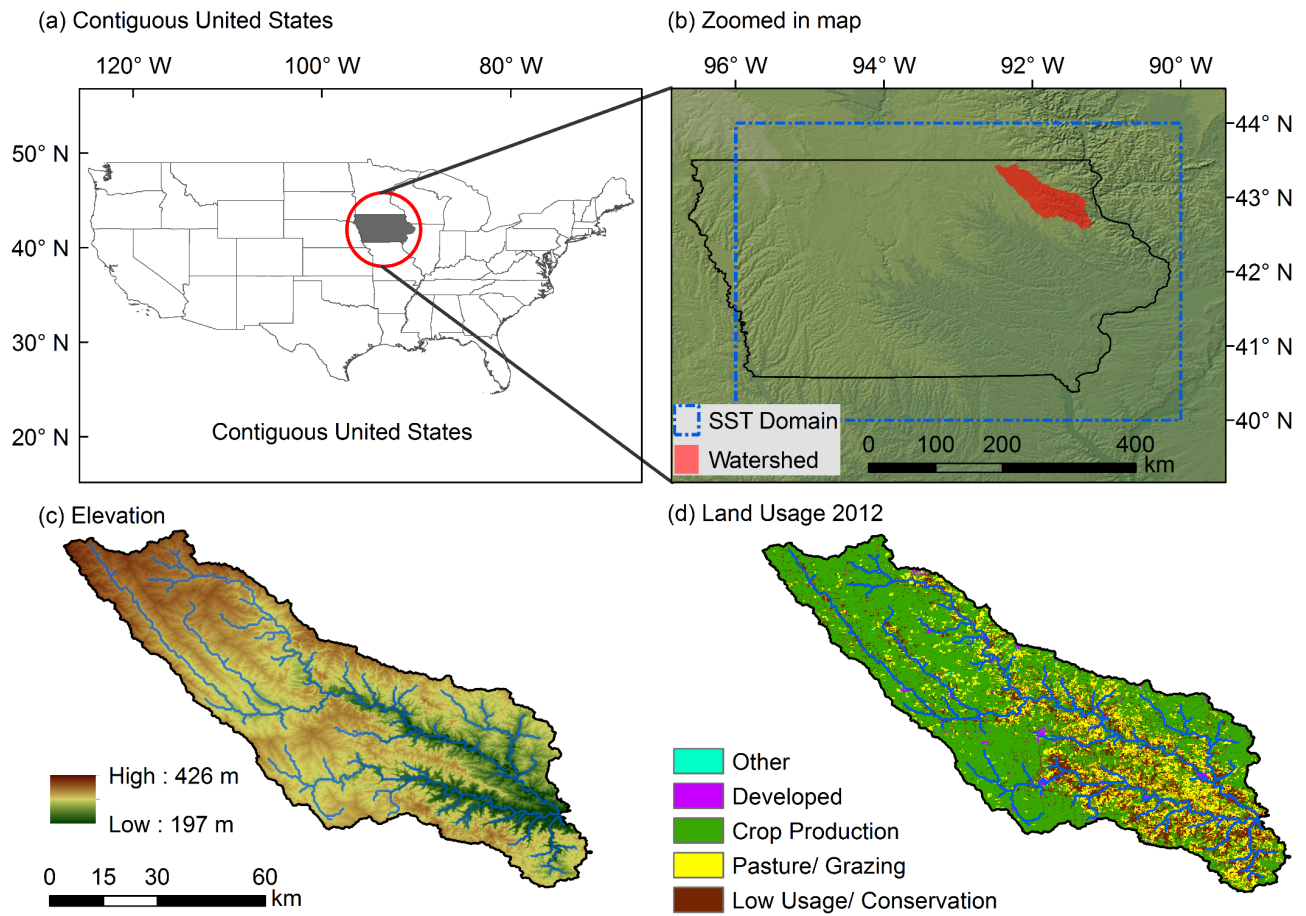 (a) Contiguous United States
120° W 100° W 80° W
50° N
40° N
30° N
20° N
Contiguous United States
(b) Zoomed in map
96° W 94° W 92° W 90° W
44° N
43° N
42° N
41° N
40° N
SST Domain
Watershed
0 100 200 400
km
(c) Elevation
High : 426 m
Low : 197 m
0 15 30 60
km
(d) Land Usage 2012
Other
Developed
Crop Production
Pasture/ Grazing
Low Usage/ Conservation